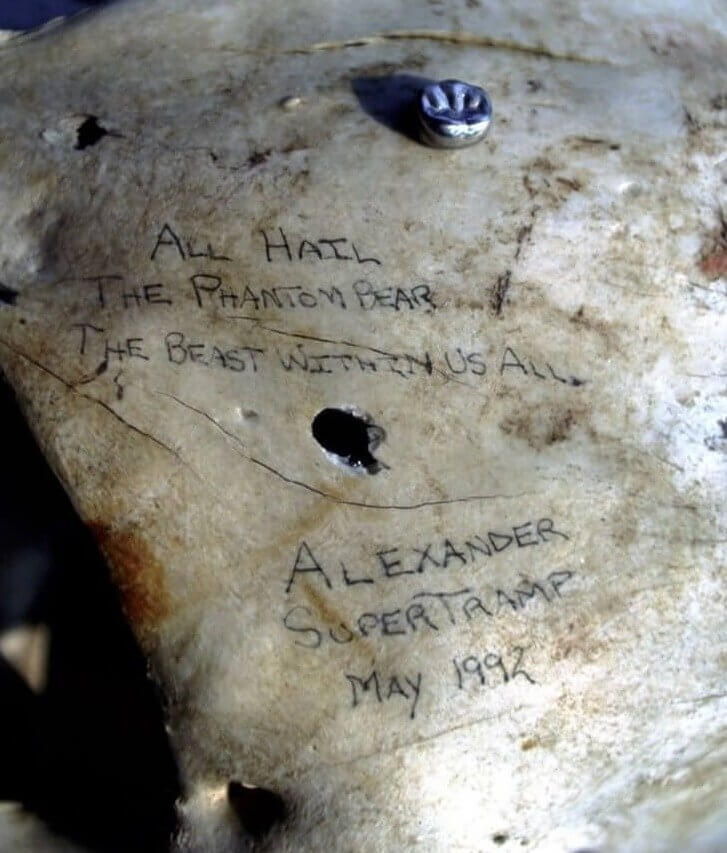 ALL HAIL
THE PHANTOM BEAR
THE BEAST WITHIN US ALL.
ALEXANDER
SUPERTRAMP
MAY 1992